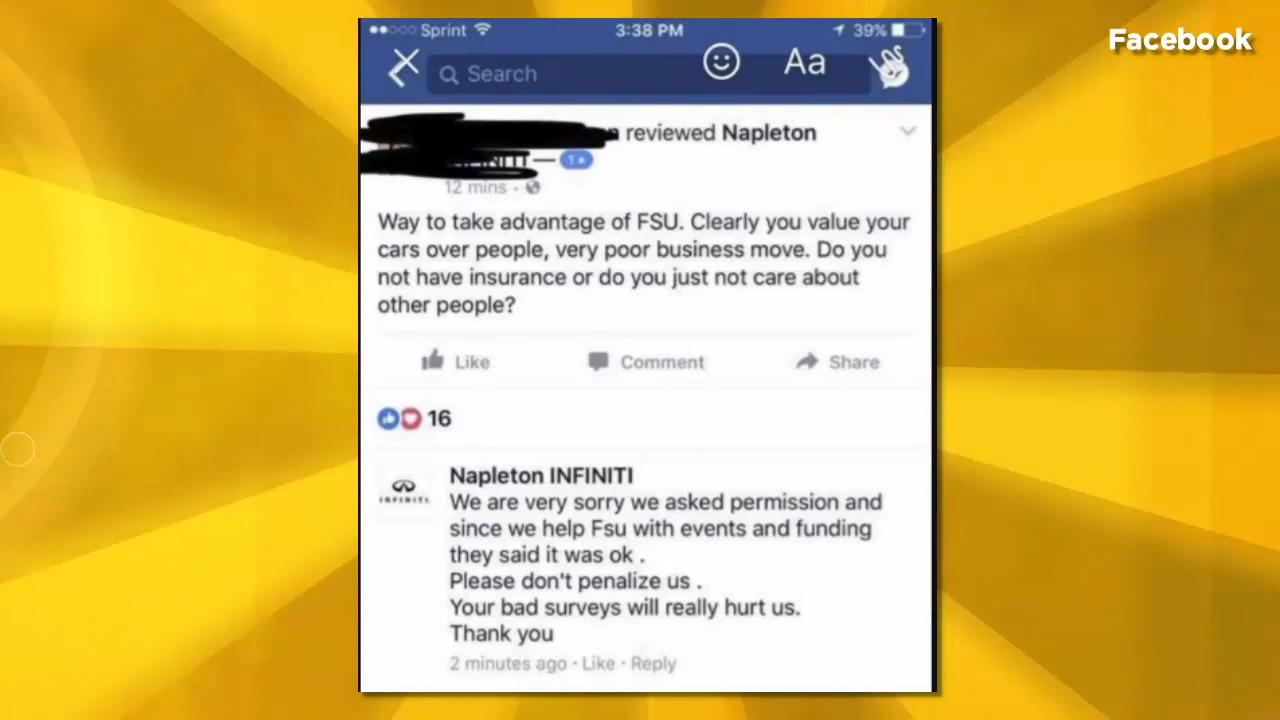 Facebook
Sprint 3:38 PM 39%
Search Aa
reviewed Napleton
— 1★
12 mins ·
Way to take advantage of FSU. Clearly you value your
cars over people, very poor business move. Do you
not have insurance or do you just not care about
other people?
Like Comment Share
16
Napleton INFINITI
INFINITI
We are very sorry we asked permission and
since we help Fsu with events and funding
they said it was ok .
Please don't penalize us .
Your bad surveys will really hurt us.
Thank you
2 minutes ago · Like · Reply